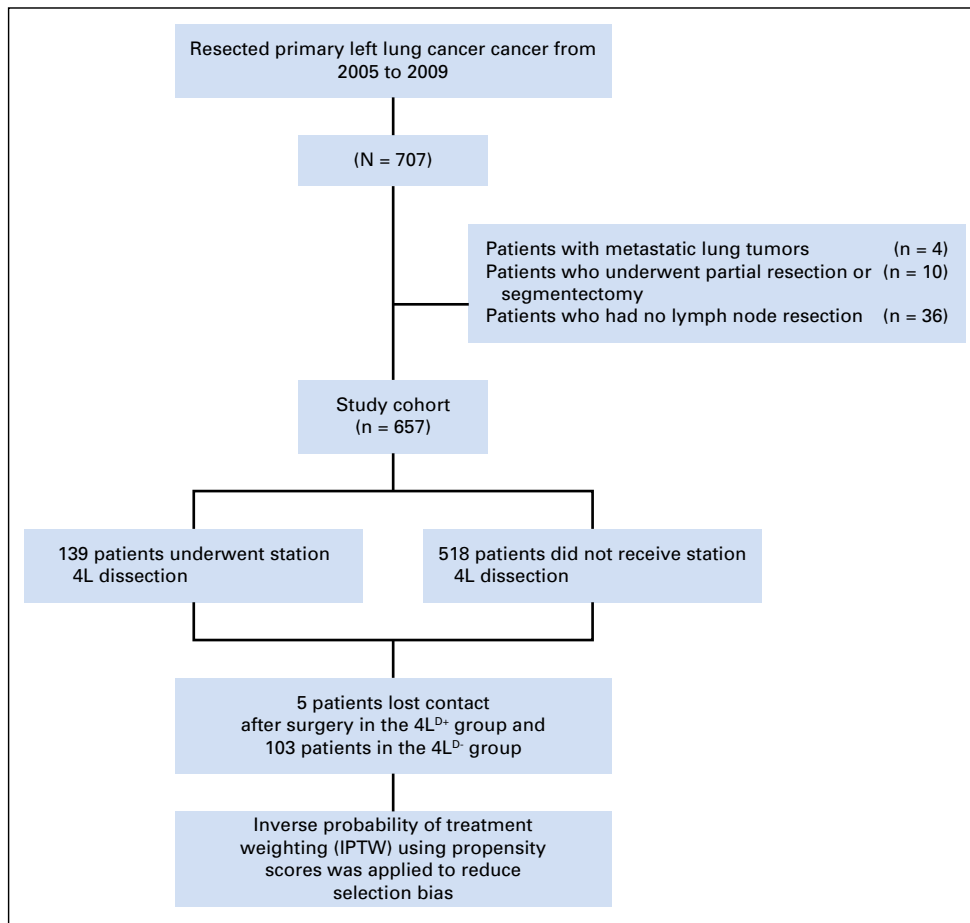 Resected primary left lung cancer cancer from
2005 to 2009
(N = 707)
Patients with metastatic lung tumors (n = 4)
Patients who underwent partial resection or (n = 10)
segmentectomy
Patients who had no lymph node resection (n = 36)
Study cohort
(n = 657)
139 patients underwent station
4L dissection
518 patients did not receive station
4L dissection
5 patients lost contact
after surgery in the 4L^D+ group and
103 patients in the 4L^D- group
Inverse probability of treatment
weighting (IPTW) using propensity
scores was applied to reduce
selection bias